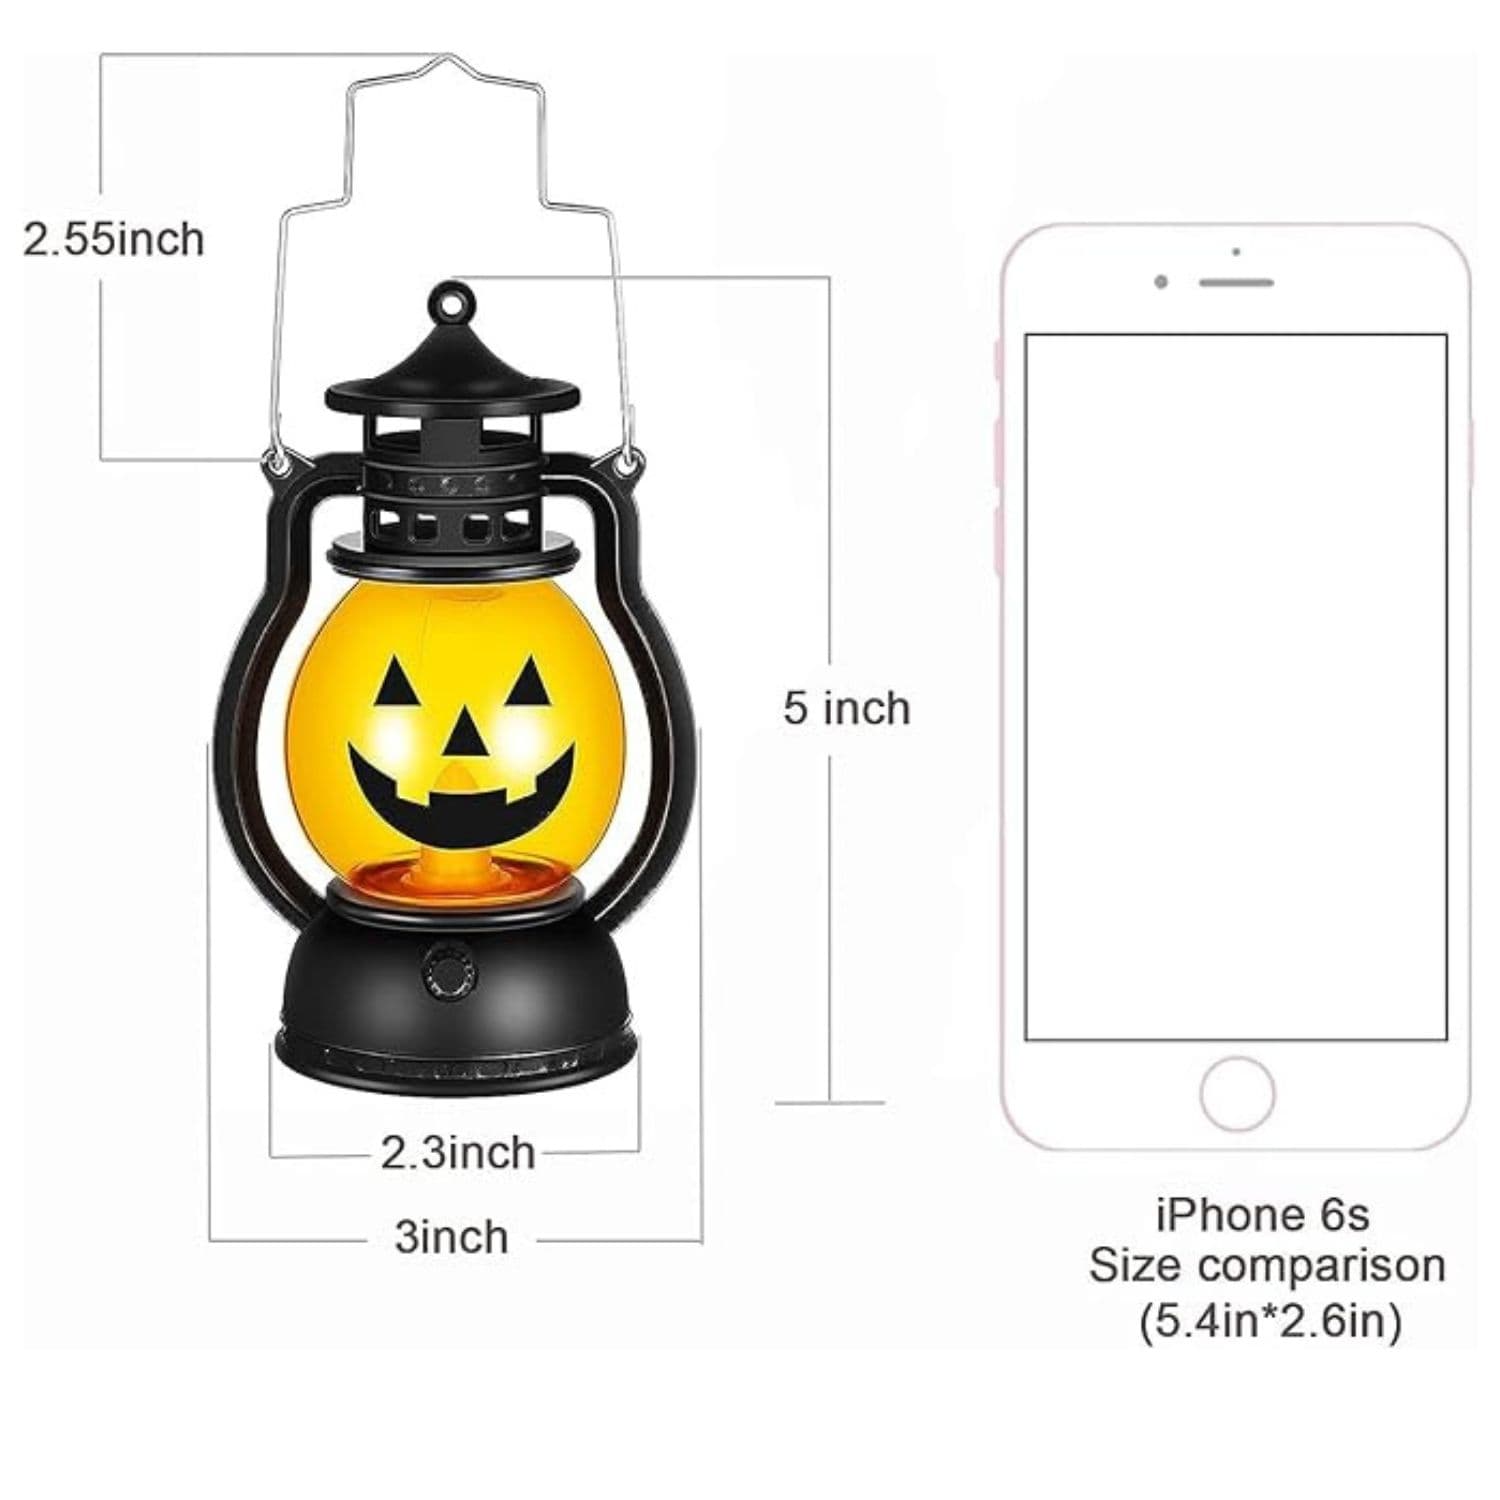 2.55inch
5 inch
2.3inch
3inch
iPhone 6s
Size comparison
(5.4in*2.6in)